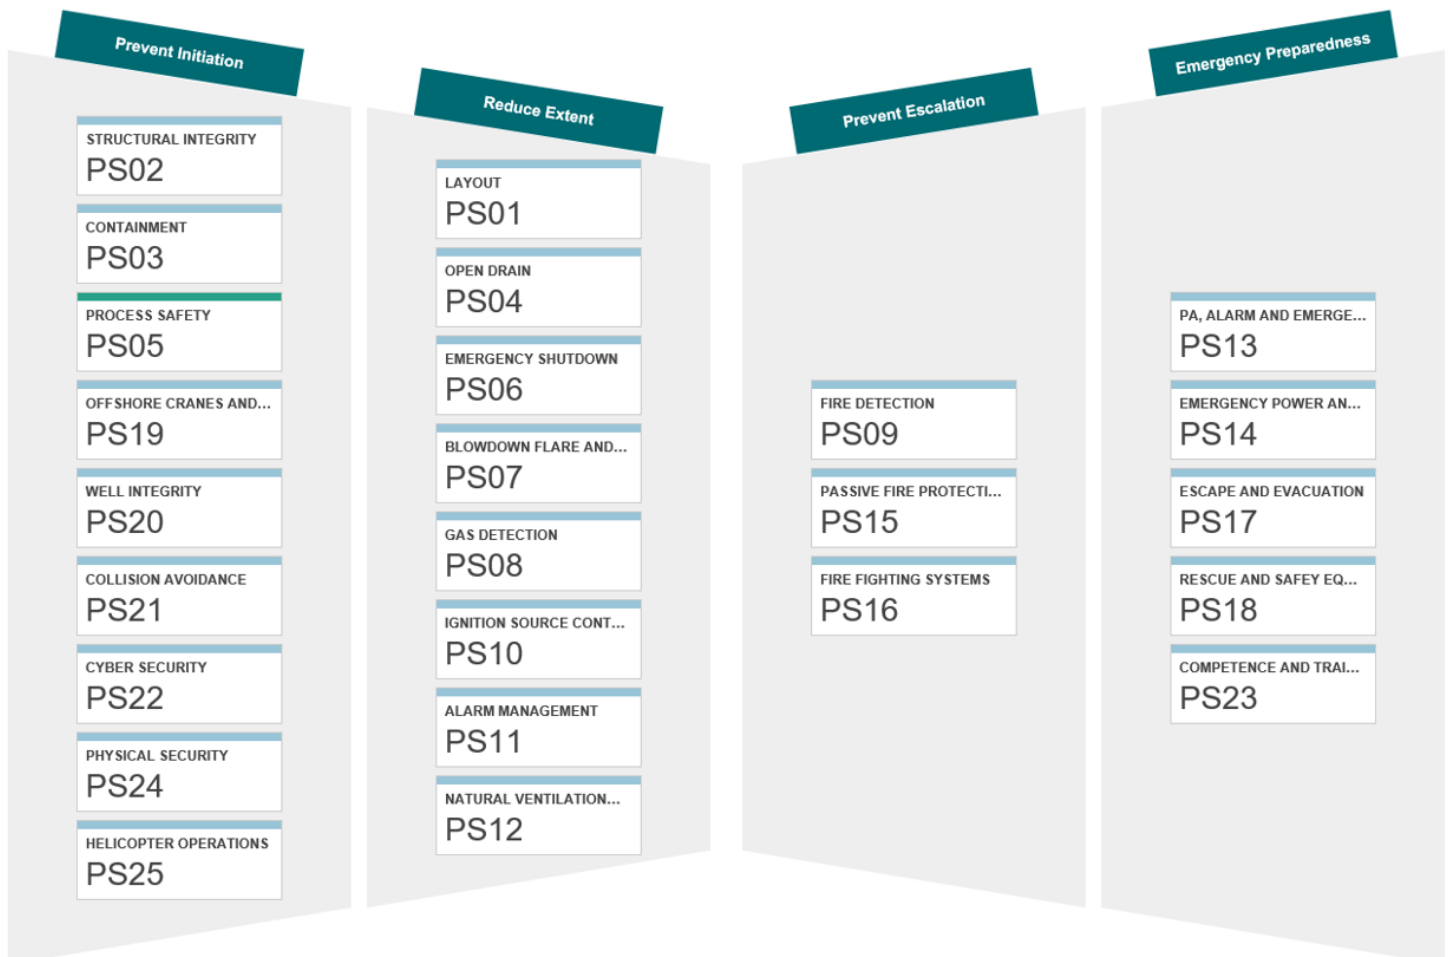 Prevent Initiation
STRUCTURAL INTEGRITY
PS02
CONTAINMENT
PS03
PROCESS SAFETY
PS05
OFFSHORE CRANES AND...
PS19
WELL INTEGRITY
PS20
COLLISION AVOIDANCE
PS21
CYBER SECURITY
PS22
PHYSICAL SECURITY
PS24
HELICOPTER OPERATIONS
PS25
Reduce Extent
LAYOUT
PS01
OPEN DRAIN
PS04
EMERGENCY SHUTDOWN
PS06
BLOWDOWN FLARE AND...
PS07
GAS DETECTION
PS08
IGNITION SOURCE CONT...
PS10
ALARM MANAGEMENT
PS11
NATURAL VENTILATION...
PS12
Prevent Escalation
FIRE DETECTION
PS09
PASSIVE FIRE PROTECTI...
PS15
FIRE FIGHTING SYSTEMS
PS16
Emergency Preparedness
PA, ALARM AND EMERGE...
PS13
EMERGENCY POWER AN...
PS14
ESCAPE AND EVACUATION
PS17
RESCUE AND SAFEY EQ...
PS18
COMPETENCE AND TRAI...
PS23